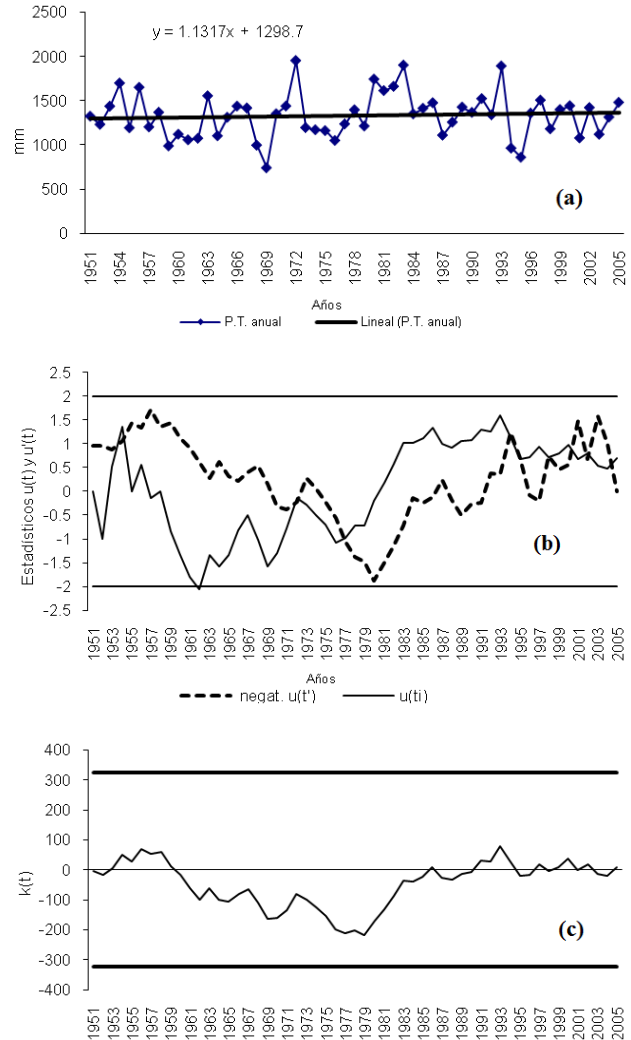 y = 1.1317x + 1298.7
2500
2000
1500
1000
500
0
mm
(a)
1951 1954 1957 1960 1963 1966 1969 1972 1975 1978 1981 1984 1987 1990 1993 1996 1999 2002 2005
Años
P.T. anual Lineal (P.T. anual)
2.5
2
1.5
1
0.5
0
-0.5
-1
-1.5
-2
-2.5
Estadísticos u(t) y u'(t)
(b)
1951 1953 1955 1957 1959 1961 1963 1965 1967 1969 1971 1973 1975 1977 1979 1981 1983 1985 1987 1989 1991 1993 1995 1997 1999 2001 2003 2005
Años
negat. u(t') u(ti)
400
300
200
100
0
-100
-200
-300
-400
k(t)
(c)
1951 1953 1955 1957 1959 1961 1963 1965 1967 1969 1971 1973 1975 1977 1979 1981 1983 1985 1987 1989 1991 1993 1995 1997 1999 2001 2003 2005